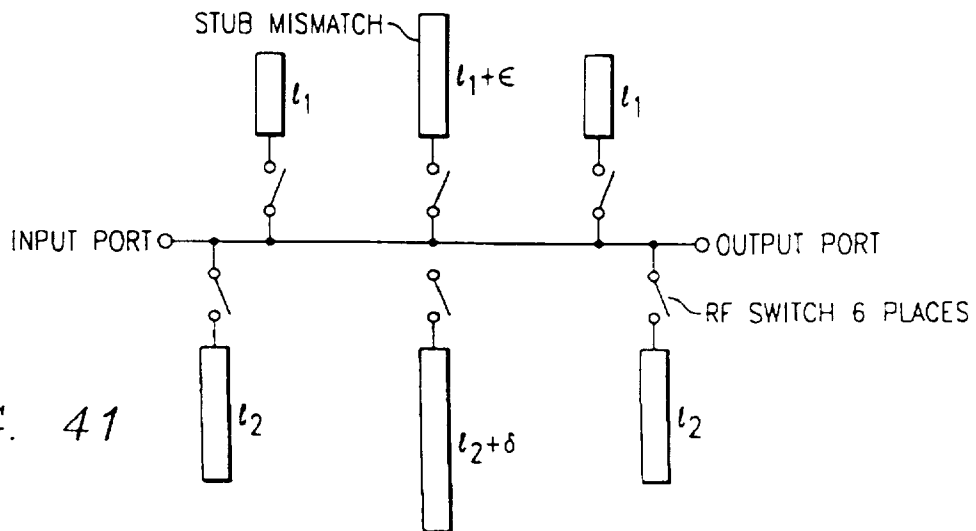 STUB MISMATCH
ℓ1
ℓ1+ϵ
ℓ1
INPUT PORT
OUTPUT PORT
RF SWITCH 6 PLACES
ℓ2
ℓ2+δ
ℓ2
. 41